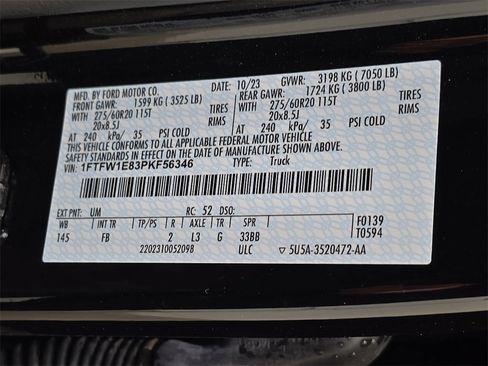 MFD. BY FORD MOTOR CO. 10/23 GVWR: 3198 KG ( 7050 LB)
FRONT GAWR: 1599 KG ( 3525 LB) REAR GAWR: 1724 KG ( 3800 LB)
WITH 275/60R20 115T TIRES WITH 275/60R20 115T TIRES
20x8.5J RIMS 20x8.5J RIMS
AT 240 kPa/ 35 PSI COLD AT 240 kPa/ 35 PSI COLD
THIS VEHICLE CONFORMS TO ALL APPLICABLE FEDERAL MOTOR VEHICLE
SAFETY STANDARDS IN EFFECT ON THE DATE OF MANUFACTURE SHOWN ABOVE.
VIN: 1FTFW1E83PKF56346 TYPE: Truck
EXT PNT: UM RC: 52
WB INT TR TP/PS R AXLE TR SPR F0139
145 FB 2 L3 G 33BB T0594
2202310052098 ULC 5U5A-3520472-AA